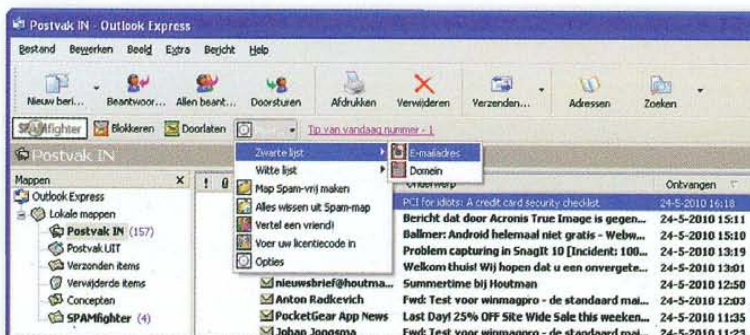 Postvak IN - Outlook Express
Bestand Bewerken Beeld Extra Bericht Help
Nieuw beri... Beantwoor... Allen beant... Doorsturen Afdrukken Verwijderen Verzenden... Adressen Zoeken
SPAMfighter Blokkeren Doorlaten Tip van vandaag nummer - 1
Postvak IN
Zwarte lijst
Witte lijst
Map Spam-vrij maken
Alles wissen uit Spam-map
Vertel een vriend!
Voer uw licentiecode in
Opties
E-mailadres
Domein
Mappen X
Outlook Express
Lokale mappen
Postvak IN (157)
Postvak UIT
Verzonden items
Verwijderde items
Concepten
SPAMfighter (4)
! Onderwerp Ontvangen
PCI for idiots: A credit card security checklist 24-5-2010 16:18
Bericht dat door Acronis True Image is gegen... 24-5-2010 15:11
Ballmer: Android helemaal niet gratis - Webw... 24-5-2010 15:10
Problem capturing in SnagIt 10 [Incident: 100... 24-5-2010 13:19
Welkom thuis! Wij hopen dat u een onvergete... 24-5-2010 13:01
nieuwsbrief@houtma... Summertime bij Houtman 24-5-2010 12:50
Anton Radkevich Fwd: Test voor winmagpro - de standaard mai... 24-5-2010 12:03
PocketGear App News Last Day! 25% OFF Site Wide Sale this weeken... 24-5-2010 11:35
Johan Jongsma Fwd: Test voor winmagpro - de standaard mai...